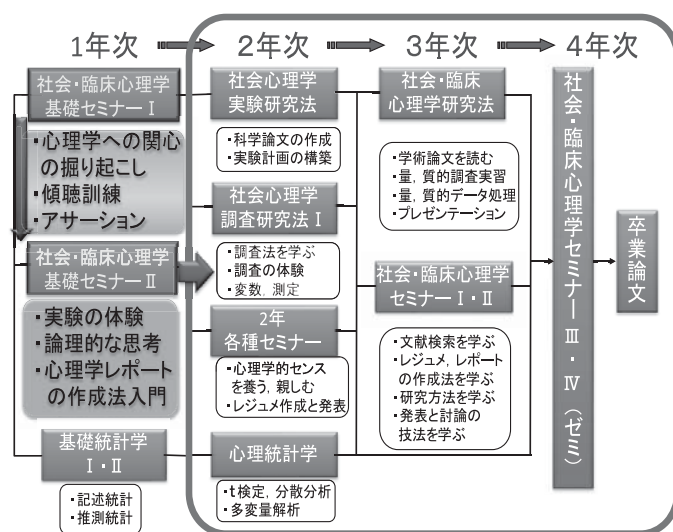 1年次
2年次
3年次
4年次
社会・臨床心理学
基礎セミナーⅠ
・心理学への関心
の掘り起こし
・傾聴訓練
・アサーション
社会・臨床心理学
基礎セミナーⅡ
・実験の体験
・論理的な思考
・心理学レポート
の作成法入門
基礎統計学
Ⅰ・Ⅱ
・記述統計
・推測統計
社会心理学
実験研究法
・科学論文の作成
・実験計画の構築
社会心理学
調査研究法Ⅰ
・調査法を学ぶ
・調査の体験
・変数，測定
2年
各種セミナー
・心理学的センス
を養う，親しむ
・レジュメ作成と発表
心理統計学
・t検定，分散分析
・多変量解析
社会・臨床
心理学研究法
・学術論文を読む
・量，質的調査実習
・量，質的データ処理
・プレゼンテーション
社会・臨床心理学
セミナーⅠ・Ⅱ
・文献検索を学ぶ
・レジュメ，レポート
の作成法を学ぶ
・研究方法を学ぶ
・発表と討論の
技法を学ぶ
社会・臨床心理学セミナーⅢ・Ⅳ（ゼミ）
卒業論文